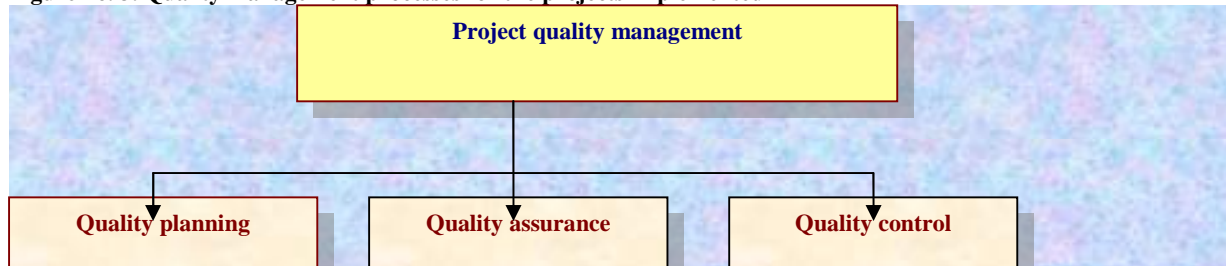 Project quality management
Quality planning
Quality assurance
Quality control